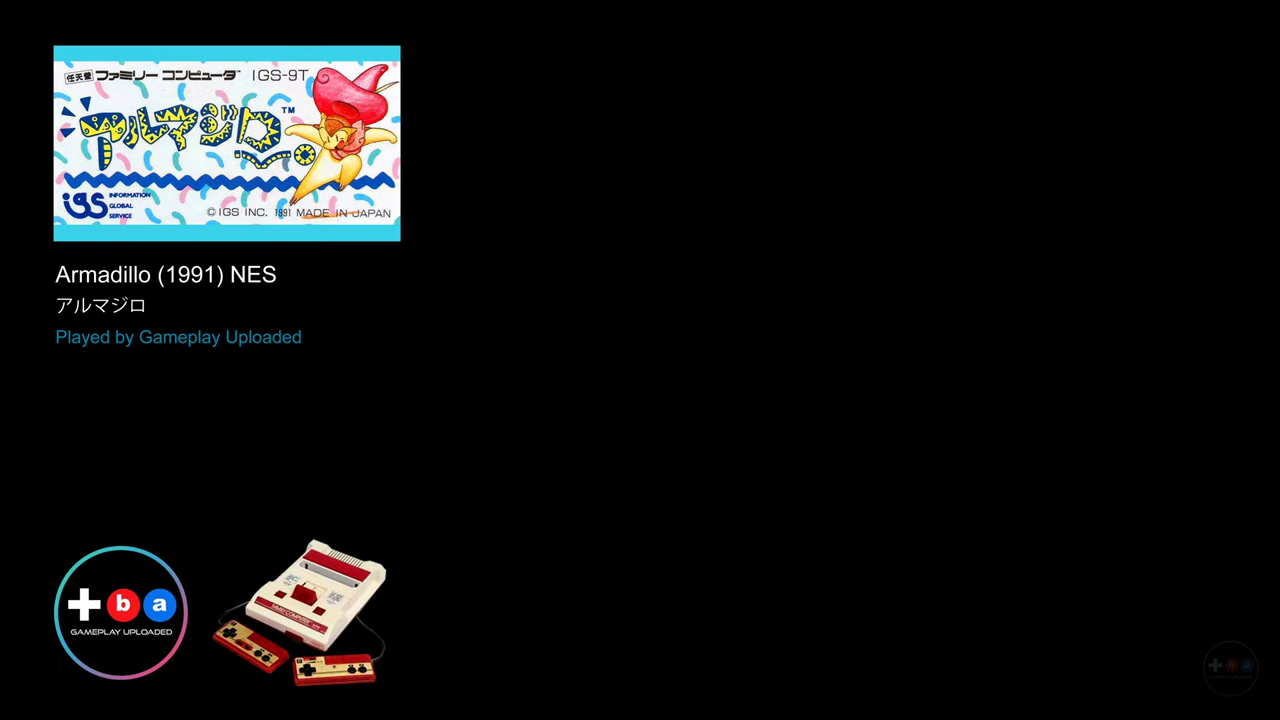 任天堂 ファミリー コンピュータ™ IGS-9T
アルマジロ。™
igs INFORMATION
GLOBAL
SERVICE
©IGS INC. 1991 MADE IN JAPAN
Armadillo (1991) NES
アルマジロ
Played by Gameplay Uploaded
b a
GAMEPLAY UPLOADED